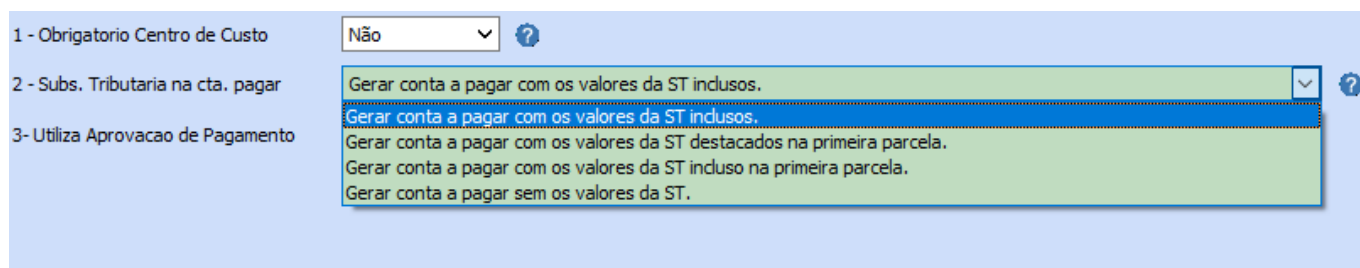 1 - Obrigatorio Centro de Custo Não
2 - Subs. Tributaria na cta. pagar Gerar conta a pagar com os valores da ST inclusos.
Gerar conta a pagar com os valores da ST inclusos.
3- Utiliza Aprovacao de Pagamento Gerar conta a pagar com os valores da ST destacados na primeira parcela.
Gerar conta a pagar com os valores da ST incluso na primeira parcela.
Gerar conta a pagar sem os valores da ST.